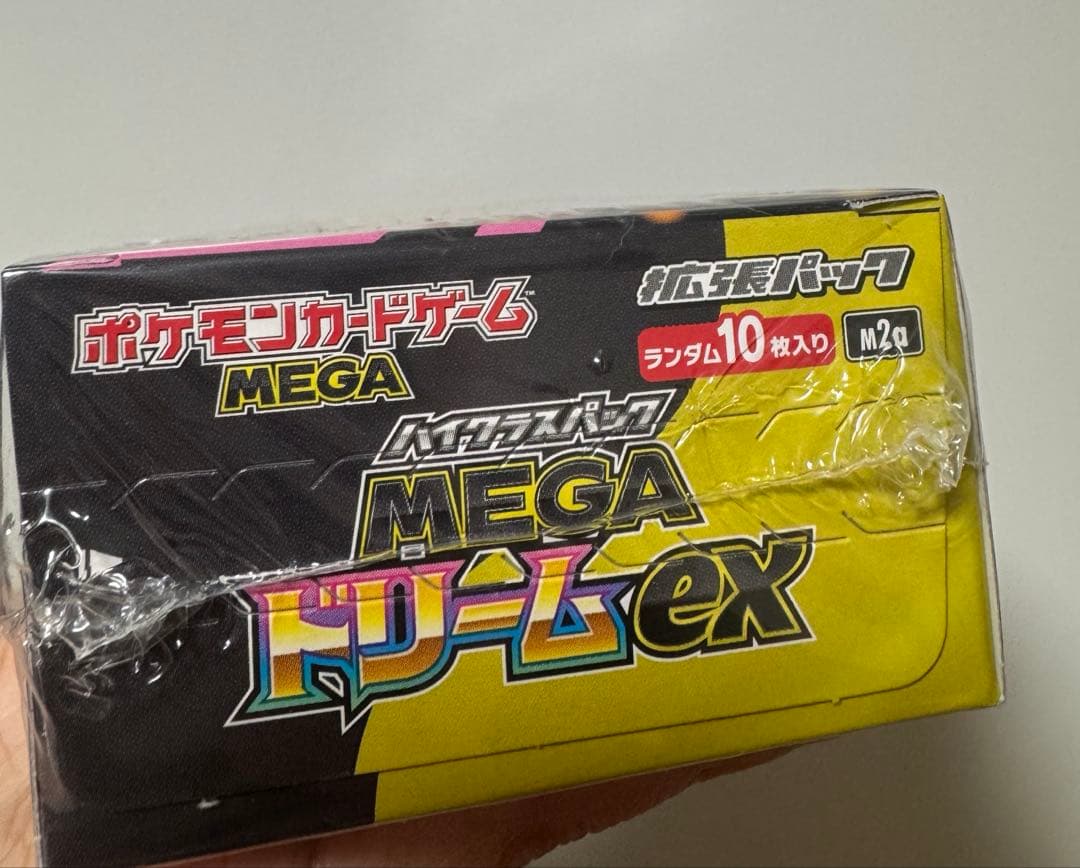 ポケモンカードゲーム™
MEGA
拡張パック
ランダム10枚入り
M2a
ハイクラスパック
MEGA
ドリームex